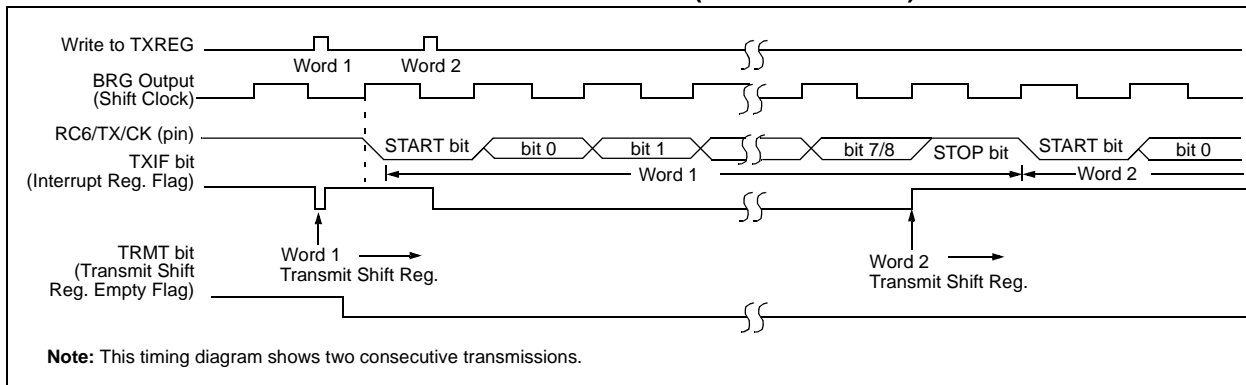 Write to TXREG
Word 1
Word 2
BRG Output
(Shift Clock)
RC6/TX/CK (pin)
START bit
bit 0
bit 1
bit 7/8
STOP bit
START bit
bit 0
Word 1
Word 2
TXIF bit
(Interrupt Reg. Flag)
Word 1
Transmit Shift Reg.
Word 2
Transmit Shift Reg.
TRMT bit
(Transmit Shift
Reg. Empty Flag)
Note: This timing diagram shows two consecutive transmissions.